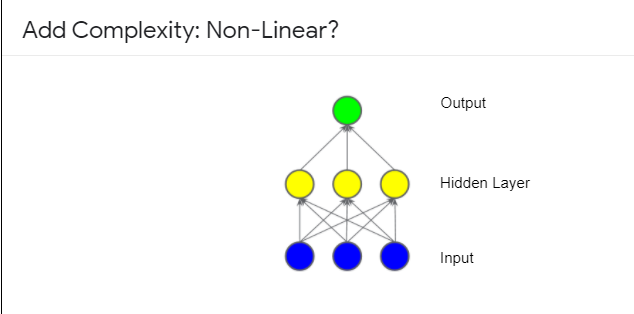 Add Complexity: Non-Linear?
Output
Hidden Layer
Input